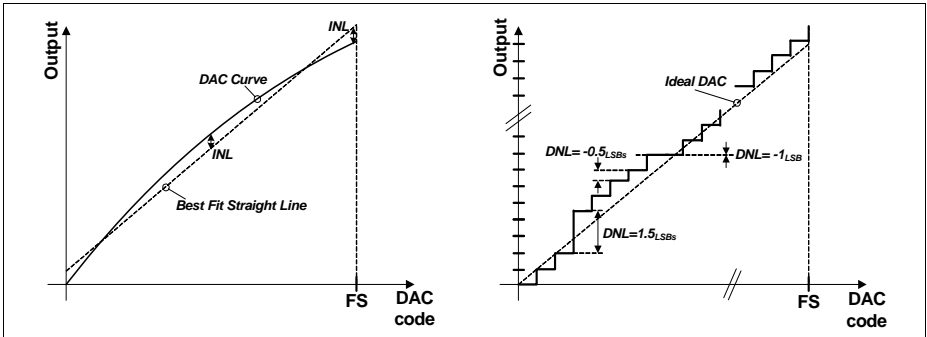 Output
INL
DAC Curve
INL
Best Fit Straight Line
FS
DAC
code
Output
Ideal DAC
DNL= -0.5LSBs
DNL= -1LSB
DNL=1.5LSBs
FS
DAC
code